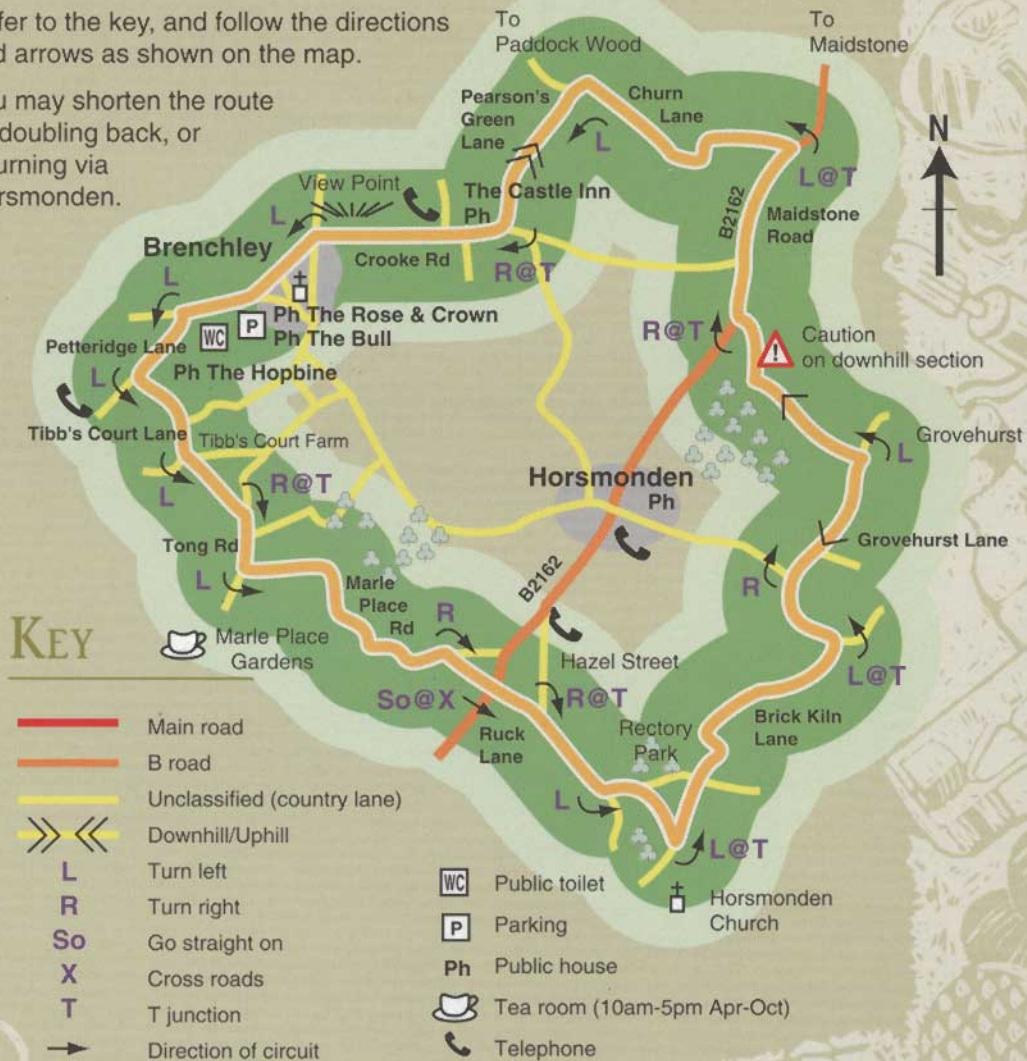 fer to the key, and follow the directions
d arrows as shown on the map.
u may shorten the route
doubling back, or
urning via
rsmonden.
To
Paddock Wood
To
Maidstone
Pearson's
Green
Lane
Churn
Lane
L
L@T
N
View Point
The Castle Inn
Ph
B2162
Maidstone
Road
L
Brenchley
Crooke Rd
R@T
L
Ph The Rose & Crown
P
Ph The Bull
WC
Petteridge Lane
Ph The Hopbine
R@T
!
Caution
on downhill section
L
Tibb's Court Lane
Tibb's Court Farm
L
Grovehurst
L
R@T
Horsmonden
Ph
Tong Rd
Grovehurst Lane
L
Marle
Place
Rd
R
B2162
R
Marle Place
Gardens
Hazel Street
L@T
So@X
R@T
Ruck
Lane
Rectory
Park
Brick Kiln
Lane
L
L@T
Horsmonden
Church
KEY
Main road
B road
Unclassified (country lane)
Downhill/Uphill
L Turn left
R Turn right
So Go straight on
X Cross roads
T T junction
Direction of circuit
WC Public toilet
P Parking
Ph Public house
Tea room (10am-5pm Apr-Oct)
Telephone